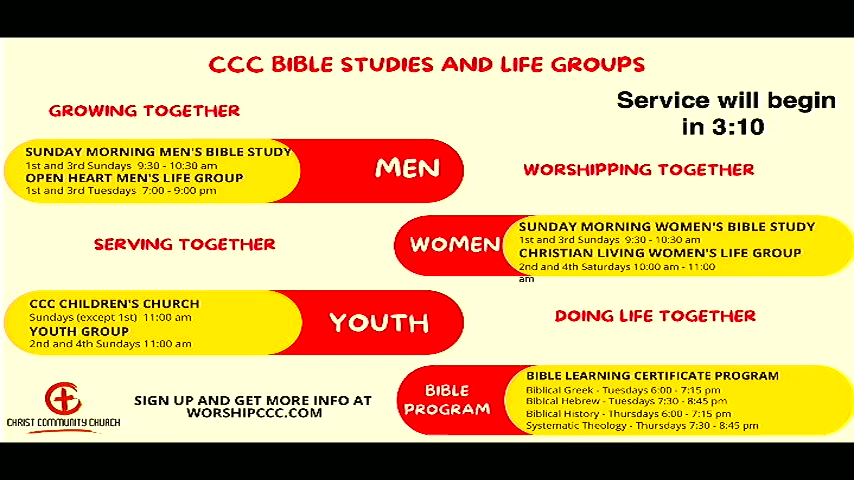 CCC BIBLE STUDIES AND LIFE GROUPS
GROWING TOGETHER
Service will begin
in 3:10
SUNDAY MORNING MEN'S BIBLE STUDY
1st and 3rd Sundays 9:30 - 10:30 am
OPEN HEART MEN'S LIFE GROUP
1st and 3rd Tuesdays 7:00 - 9:00 pm
MEN
WORSHIPPING TOGETHER
SERVING TOGETHER
WOMEN
SUNDAY MORNING WOMEN'S BIBLE STUDY
1st and 3rd Sundays 9:30 - 10:30 am
CHRISTIAN LIVING WOMEN'S LIFE GROUP
2nd and 4th Saturdays 10:00 am - 11:00
am
CCC CHILDREN'S CHURCH
Sundays (except 1st) 11:00 am
YOUTH GROUP
2nd and 4th Sundays 11:00 am
YOUTH
DOING LIFE TOGETHER
BIBLE
PROGRAM
BIBLE LEARNING CERTIFICATE PROGRAM
Biblical Greek - Tuesdays 6:00 - 7:15 pm
Biblical Hebrew - Tuesdays 7:30 - 8:45 pm
Biblical History - Thursdays 6:00 - 7:15 pm
Systematic Theology - Thursdays 7:30 - 8:45 pm
CHRIST COMMUNITY CHURCH
SIGN UP AND GET MORE INFO AT
WORSHIPCCC.COM